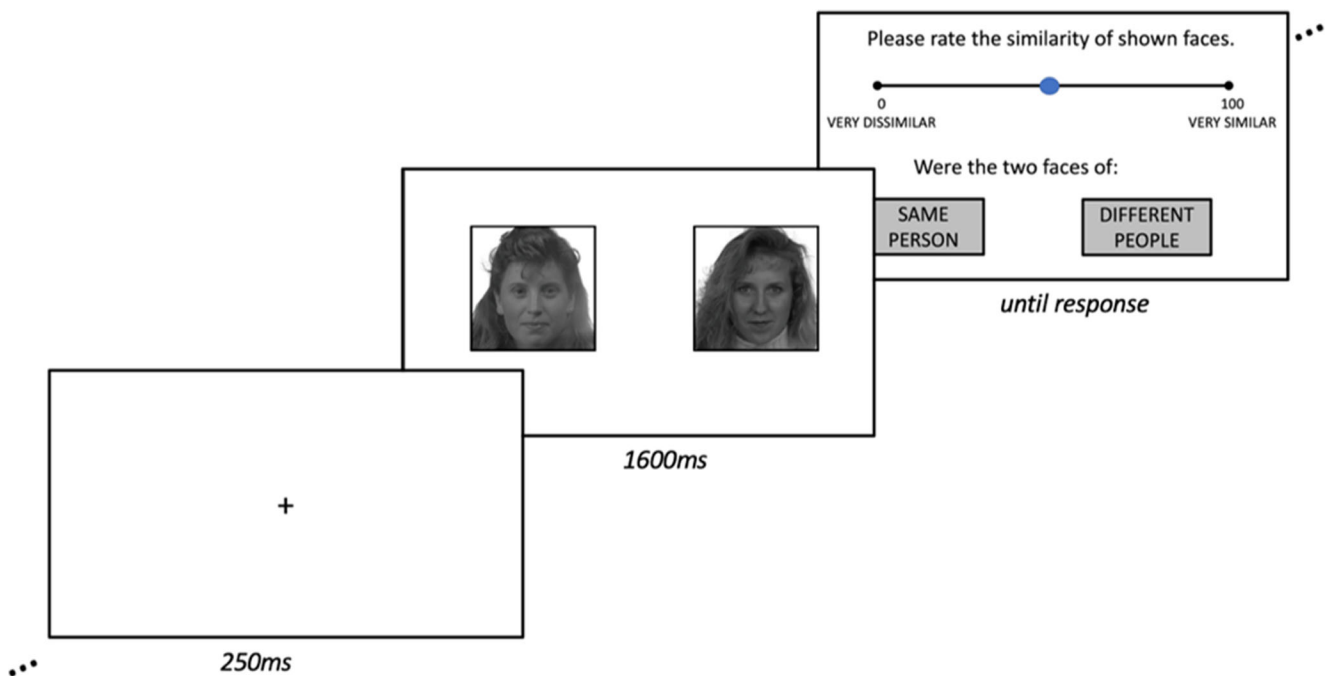 Please rate the similarity of shown faces.
0
100
VERY DISSIMILAR
VERY SIMILAR
Were the two faces of:
SAME
PERSON
DIFFERENT
PEOPLE
until response
1600ms
+
250ms